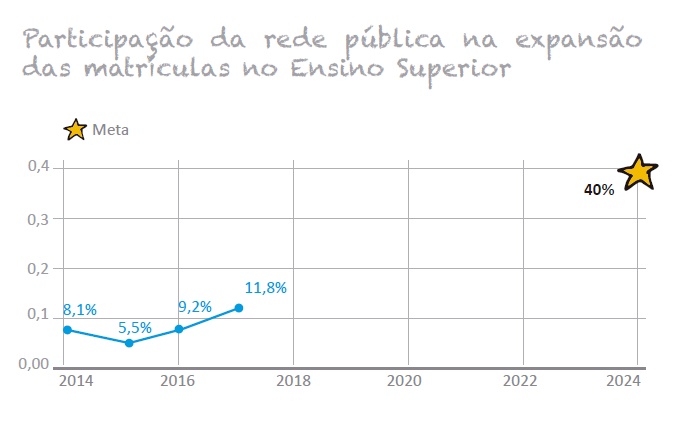 Participação da rede pública na expansão
das matrículas no Ensino Superior
Meta
0,4
40%
0,3
0,2
11,8%
9,2%
8,1%
0,1
5,5%
0,00
2014 2016 2018 2020 2022 2024